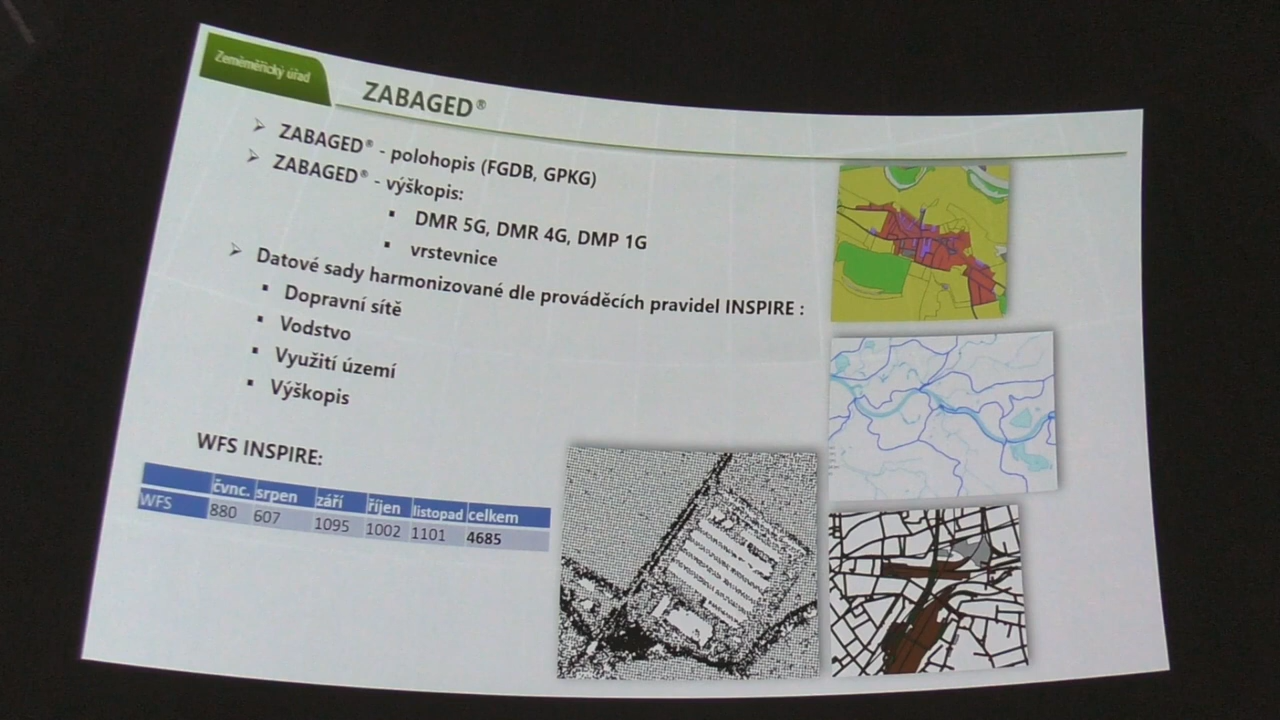 Zeměměřický úřad
ZABAGED®
➢ ZABAGED® - polohopis (FGDB, GPKG)
➢ ZABAGED® - výškopis:
▪ DMR 5G, DMR 4G, DMP 1G
▪ vrstevnice
➢ Datové sady harmonizované dle prováděcích pravidel INSPIRE :
▪ Dopravní sítě
▪ Vodstvo
▪ Využití území
▪ Výškopis
WFS INSPIRE:
čvnc. srpen září říjen listopad celkem
WFS 880 607 1095 1002 1101 4685